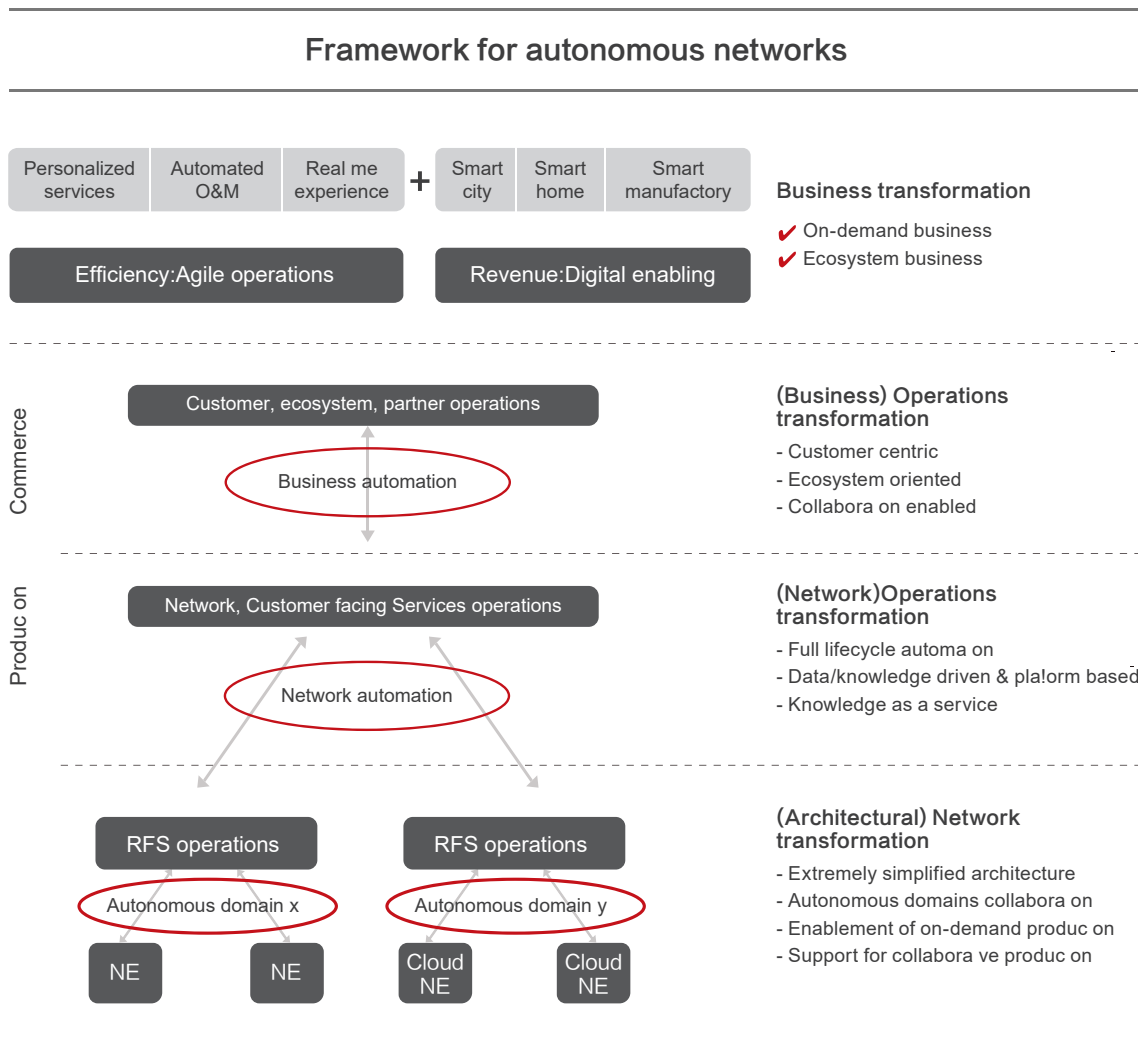 Framework for autonomous networks
Personalized
services
Automated
O&M
Real me
experience
+
Smart
city
Smart
home
Smart
manufactory
Efficiency:Agile operations
Revenue:Digital enabling
Business transformation
✔ On-demand business
✔ Ecosystem business
Commerce
Customer, ecosystem, partner operations
Business automation
(Business) Operations
transformation
- Customer centric
- Ecosystem oriented
- Collabora on enabled
Produc on
Network, Customer facing Services operations
Network automation
(Network)Operations
transformation
- Full lifecycle automa on
- Data/knowledge driven & pla!orm based
- Knowledge as a service
RFS operations
RFS operations
Autonomous domain x
Autonomous domain y
NE
NE
Cloud
NE
Cloud
NE
(Architectural) Network
transformation
- Extremely simplified architecture
- Autonomous domains collabora on
- Enablement of on-demand produc on
- Support for collabora ve produc on